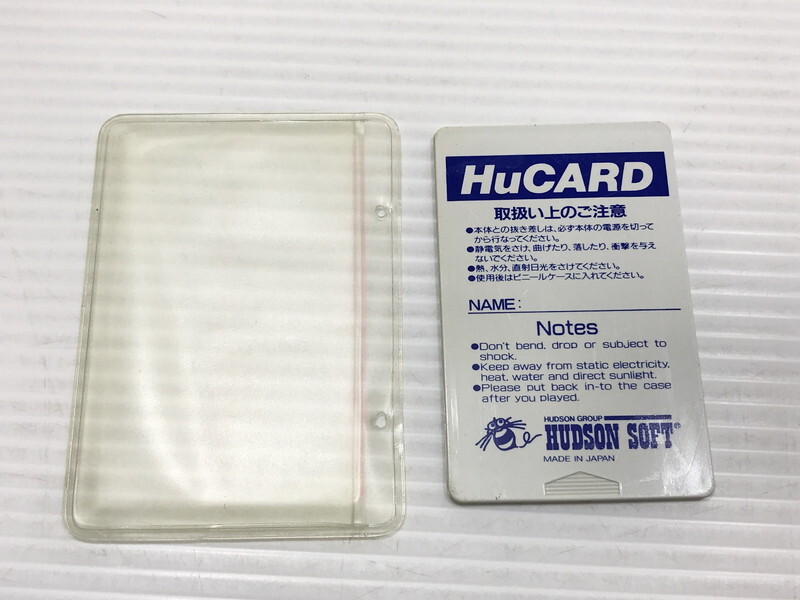 HuCARD
取扱い上のご注意
●本体との抜き差しは、必ず本体の電源を切って
から行なってください。
●静電気をさけ、曲げたり、落したり、衝撃を与え
ないでください。
●熱、水分、直射日光をさけてください。
●使用後はビニールケースに入れてください。
NAME:
Notes
●Don't bend, drop or subject to
shock.
●Keep away from static electricity,
heat, water and direct sunlight.
●Please put back in-to the case
after you played.
HUDSON GROUP
HUDSON SOFT®
MADE IN JAPAN